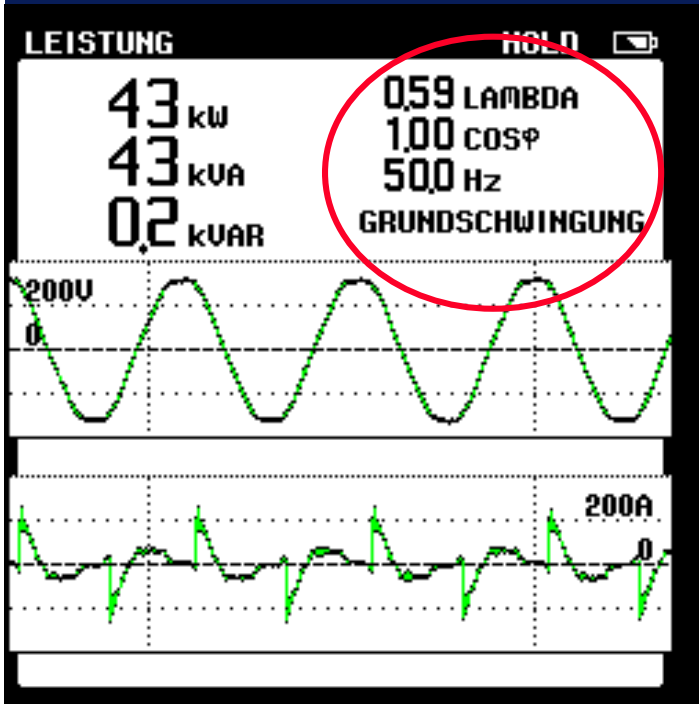 LEISTUNG HOLD
43 kW 0,59 LAMBDA
43 kVA 1,00 COSφ
0,2 kVAR 50,0 Hz
GRUNDSCHWINGUNG
200V
0
200A
0